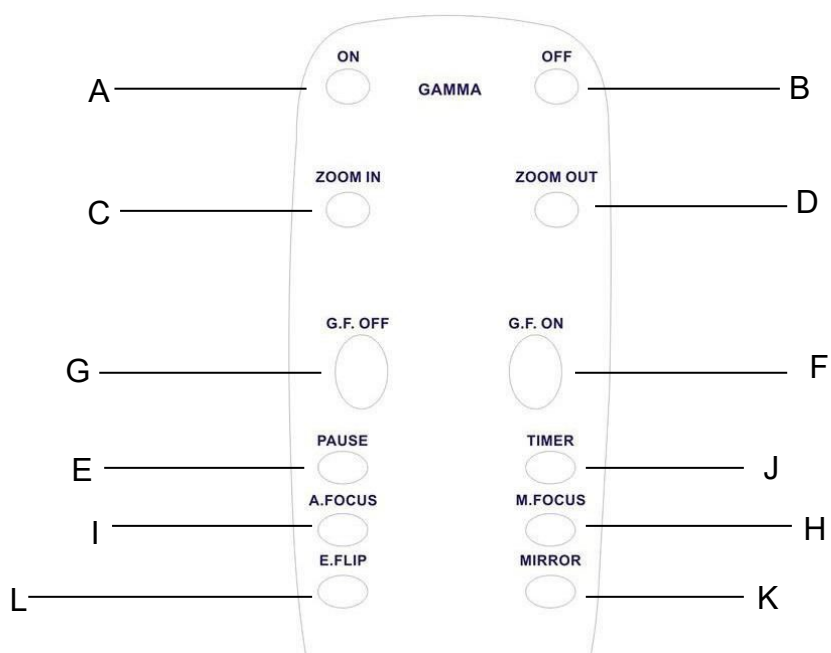 ON OFF
A GAMMA B
ZOOM IN ZOOM OUT
C D
G.F. OFF G.F. ON
G F
PAUSE TIMER
E J
A.FOCUS M.FOCUS
I H
E.FLIP MIRROR
L K